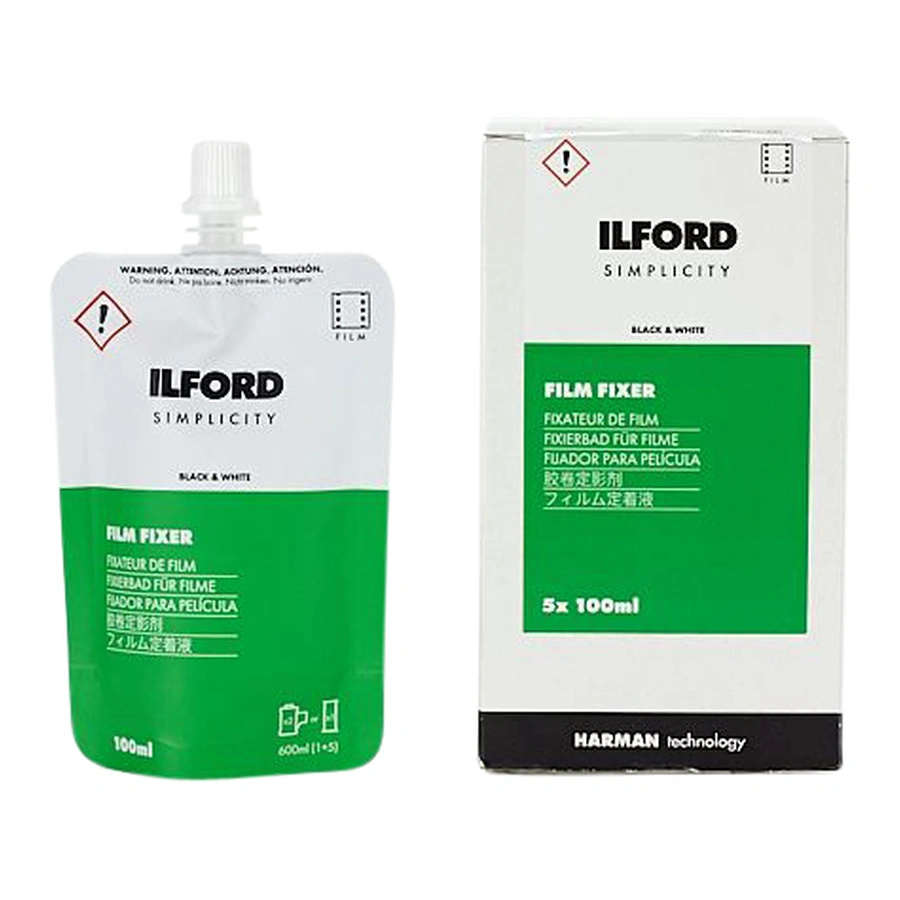 WARNING. ATTENTION. ACHTUNG. ATENCIÓN.
Do not drink. Ne pas boire. Nicht trinken. No ingerir.
FILM
ILFORD
SIMPLICITY
BLACK & WHITE
FILM FIXER
FIXATEUR DE FILM
FIXIERBAD FÜR FILME
FIJADOR PARA PELÍCULA
胶卷定影剂
フィルム定着液
x2 or x1
100ml
600ml (1+5)
FILM
ILFORD
SIMPLICITY
BLACK & WHITE
FILM FIXER
FIXATEUR DE FILM
FIXIERBAD FÜR FILME
FIJADOR PARA PELÍCULA
胶卷定影剂
フィルム定着液
5x 100ml
HARMAN technology